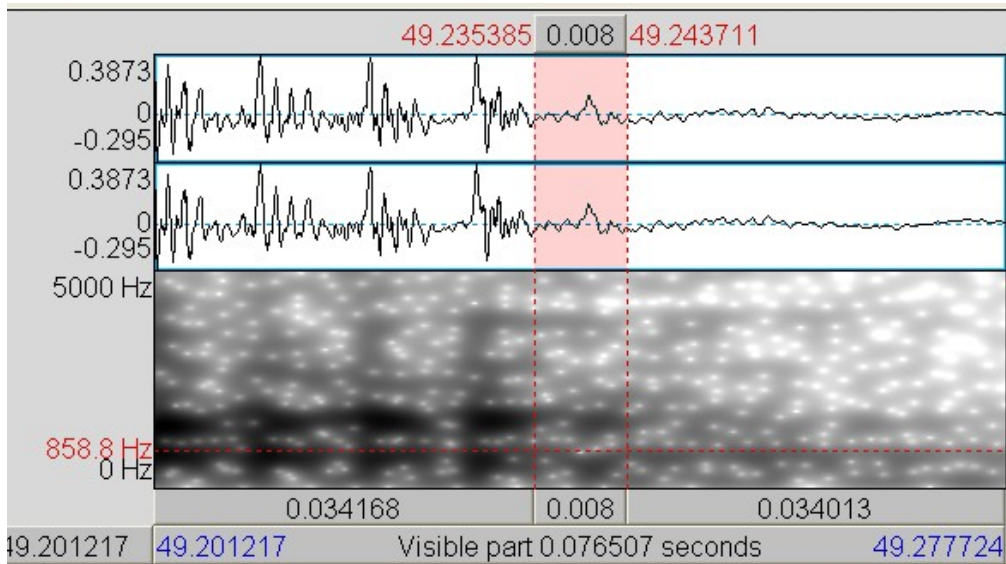 49.235385 0.008 49.243711
0.3873
0
-0.295
0.3873
0
-0.295
5000 Hz
858.8 Hz
0 Hz
0.034168 0.008 0.034013
49.201217 49.201217 Visible part 0.076507 seconds 49.277724